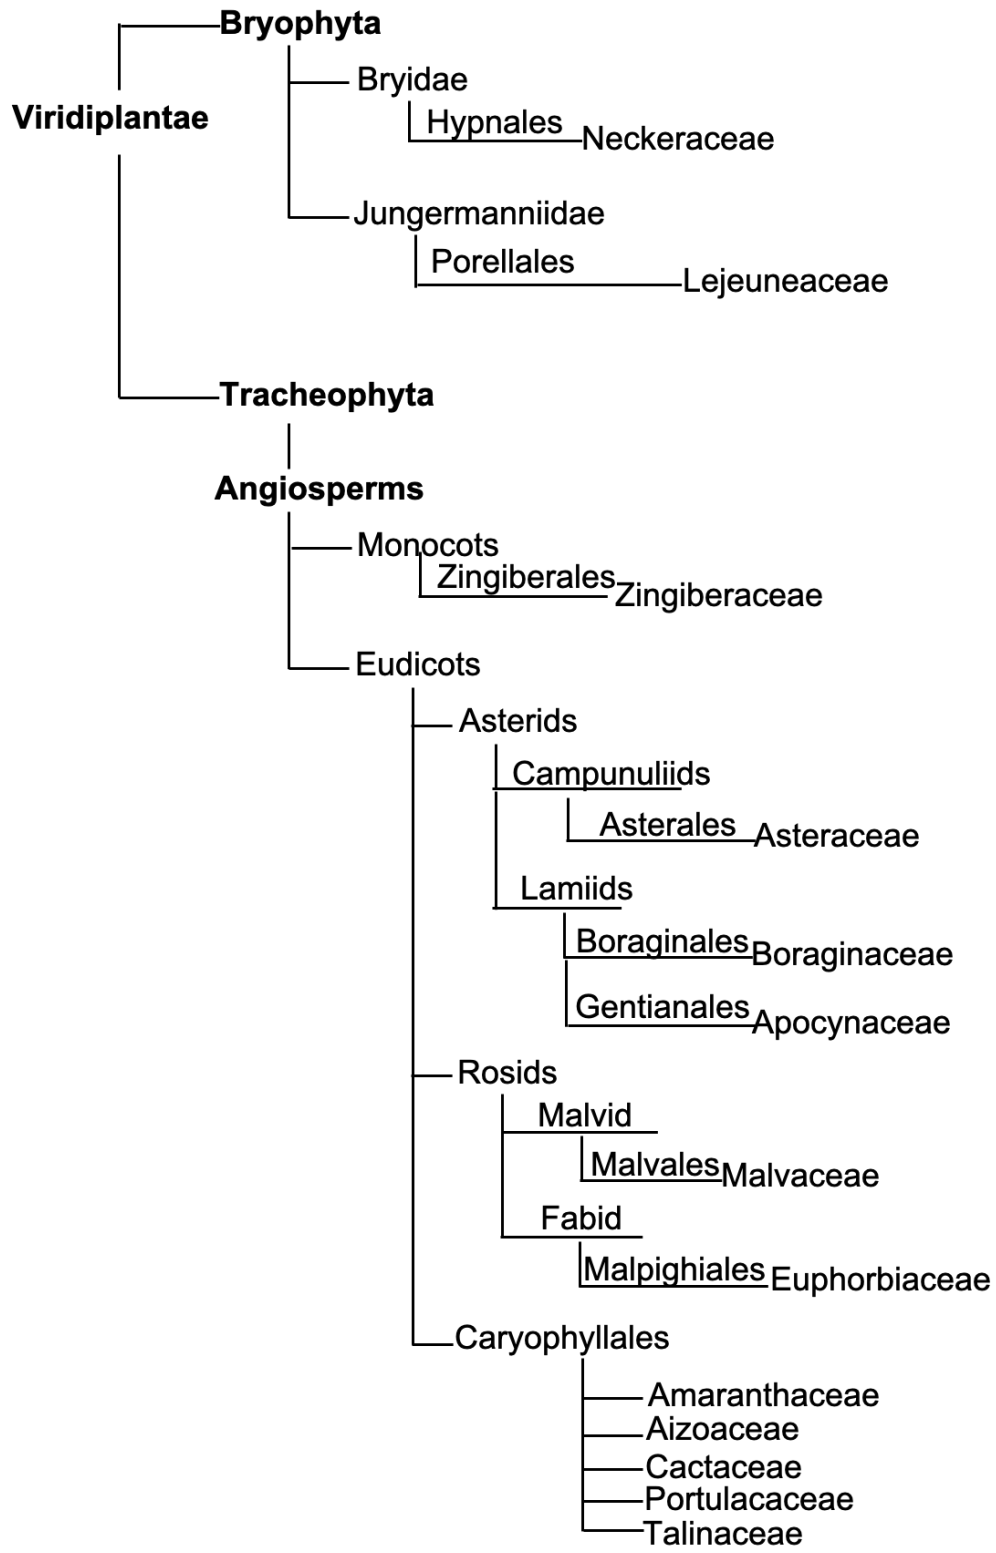 Bryophyta
Bryidae
Viridiplantae
Hypnales
Neckeraceae
Jungermanniidae
Porellales
Lejeuneaceae
Tracheophyta
Angiosperms
Monocots
Zingiberales
Zingiberaceae
Eudicots
Asterids
Campunuliids
Asterales
Asteraceae
Lamiids
Boraginales
Boraginaceae
Gentianales
Apocynaceae
Rosids
Malvid
Malvales
Malvaceae
Fabid
Malpighiales
Euphorbiaceae
Caryophyllales
Amaranthaceae
Aizoaceae
Cactaceae
Portulacaceae
Talinaceae